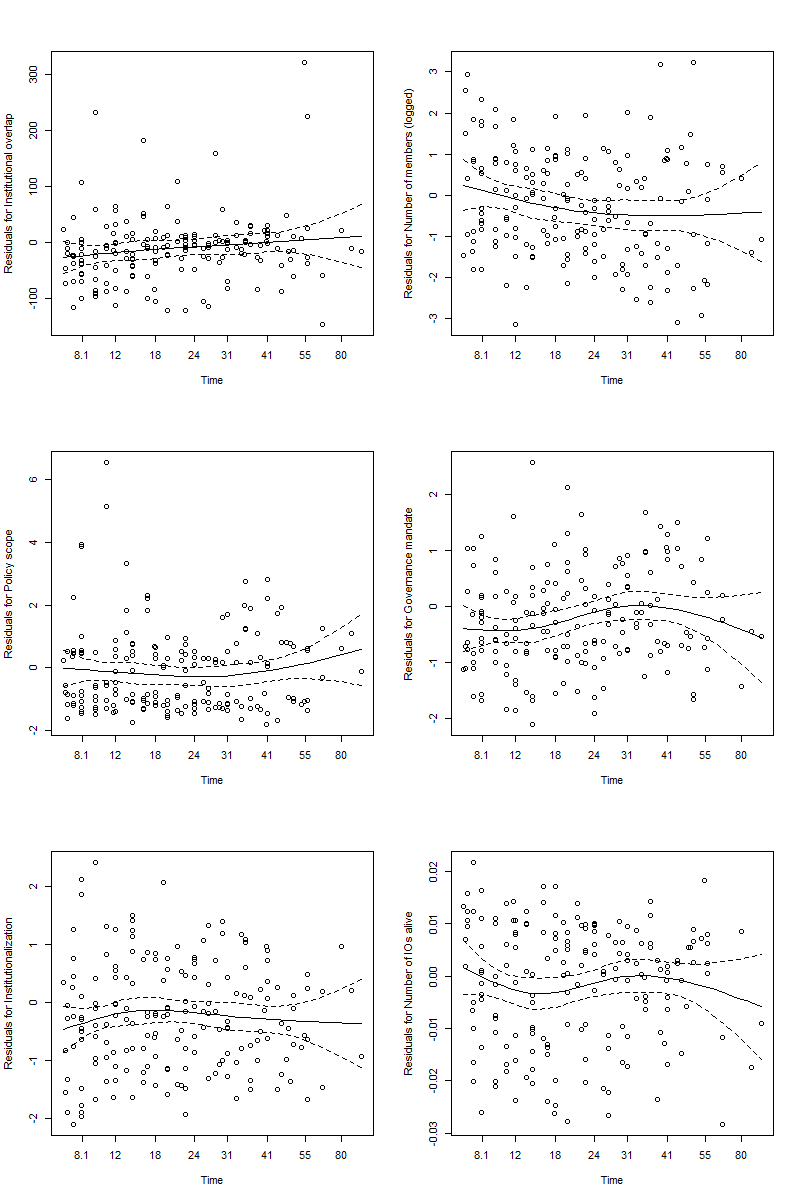 Residuals for Institutional overlap
300
200
100
0
-100
8.1 12 18 24 31 41 55 80
Time
Residuals for Number of members (logged)
3
2
1
0
-1
-2
-3
8.1 12 18 24 31 41 55 80
Time
Residuals for Policy scope
6
4
2
0
-2
8.1 12 18 24 31 41 55 80
Time
Residuals for Governance mandate
2
1
0
-1
-2
8.1 12 18 24 31 41 55 80
Time
Residuals for Institutionalization
2
1
0
-1
-2
8.1 12 18 24 31 41 55 80
Time
Residuals for Number of IOs alive
0.02
0.01
0.00
-0.01
-0.02
-0.03
8.1 12 18 24 31 41 55 80
Time